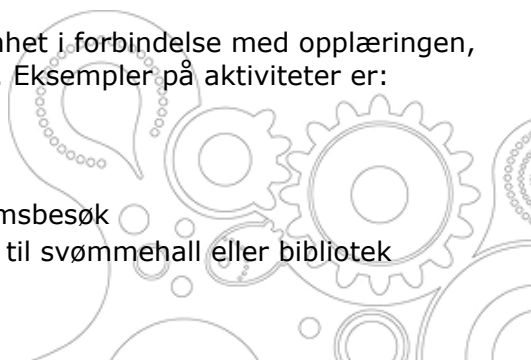 nhet i forbindelse med opplæringen,
. Eksempler på aktiviteter er:
msbesøk
til svømmehall eller bibliotek